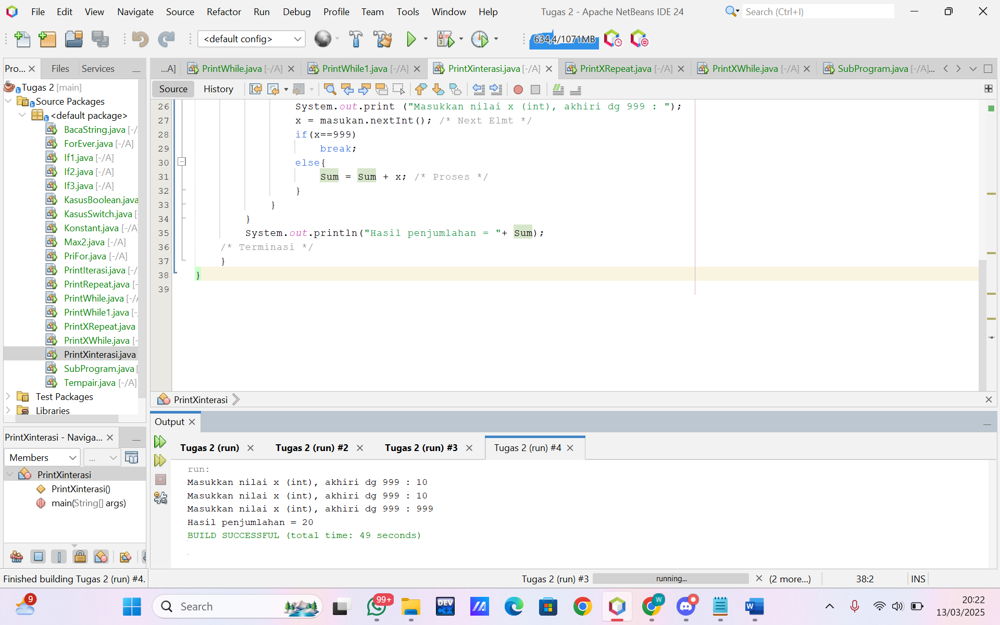 File Edit View Navigate Source Refactor Run Debug Profile Team Tools Window Help
Tugas 2 - Apache NetBeans IDE 24
Search (Ctrl+I)
<default config>
634,4/1071MB
Pro...
Files
Services
...A]
PrintWhile.java [-/A]
PrintWhile1.java [-/A]
PrintXinterasi.java [-/A]
PrintXRepeat.java [-/A]
PrintXWhile.java [-/A]
SubProgram.java [-/A]...
Tugas 2 [main]
Source Packages
<default package>
BacaString.java [-/
ForEver.java [-/A]
If1.java [-/A]
If2.java [-/A]
If3.java [-/A]
KasusBoolean.java
KasusSwitch.java [
Konstant.java [-/A
Max2.java [-/A]
PriFor.java [-/A]
PrintIterasi.java [-/
PrintRepeat.java [-
PrintWhile.java [-/
PrintWhile1.java [-
PrintXRepeat.java
PrintXWhile.java [-
PrintXinterasi.java
SubProgram.java [
Tempair.java [-/A]
Test Packages
Libraries
Source History
26 System.out.print ("Masukkan nilai x (int), akhiri dg 999 : ");
27 x = masukan.nextInt(); /* Next Elmt */
28 if(x==999)
29 break;
30 else{
31 Sum = Sum + x; /* Proses */
32 }
33 }
34 }
35 System.out.println("Hasil penjumlahan = "+ Sum);
36 /* Terminasi */
37 }
38 }
39
PrintXinterasi
PrintXinterasi - Naviga...
Members
...
PrintXinterasi
PrintXinterasi()
main(String[] args)
Output
Tugas 2 (run)
Tugas 2 (run) #2
Tugas 2 (run) #3
Tugas 2 (run) #4
run:
Masukkan nilai x (int), akhiri dg 999 : 10
Masukkan nilai x (int), akhiri dg 999 : 10
Masukkan nilai x (int), akhiri dg 999 : 999
Hasil penjumlahan = 20
BUILD SUCCESSFUL (total time: 49 seconds)
Finished building Tugas 2 (run) #4.
Tugas 2 (run) #3
running...
(2 more...)
38:2
INS
9
Search
99+
DEV C++
W
W
20:22
13/03/2025